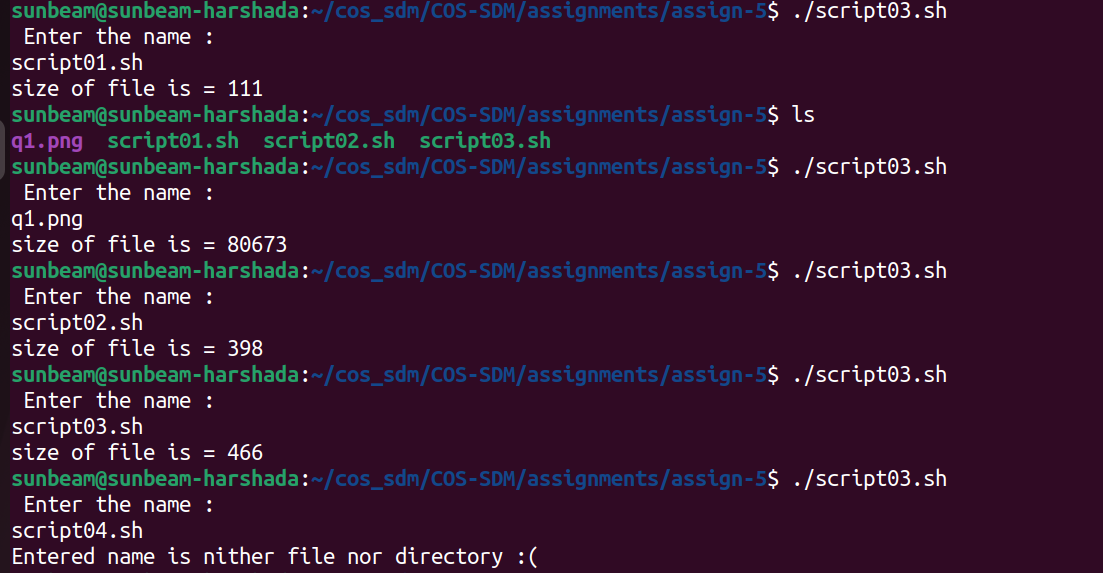 sunbeam@sunbeam-harshada:~/cos_sdm/COS-SDM/assignments/assign-5$ ./script03.sh
 Enter the name :
script01.sh
size of file is = 111
sunbeam@sunbeam-harshada:~/cos_sdm/COS-SDM/assignments/assign-5$ ls
q1.png  script01.sh  script02.sh  script03.sh
sunbeam@sunbeam-harshada:~/cos_sdm/COS-SDM/assignments/assign-5$ ./script03.sh
 Enter the name :
q1.png
size of file is = 80673
sunbeam@sunbeam-harshada:~/cos_sdm/COS-SDM/assignments/assign-5$ ./script03.sh
 Enter the name :
script02.sh
size of file is = 398
sunbeam@sunbeam-harshada:~/cos_sdm/COS-SDM/assignments/assign-5$ ./script03.sh
 Enter the name :
script03.sh
size of file is = 466
sunbeam@sunbeam-harshada:~/cos_sdm/COS-SDM/assignments/assign-5$ ./script03.sh
 Enter the name :
script04.sh
Entered name is nither file nor directory :(